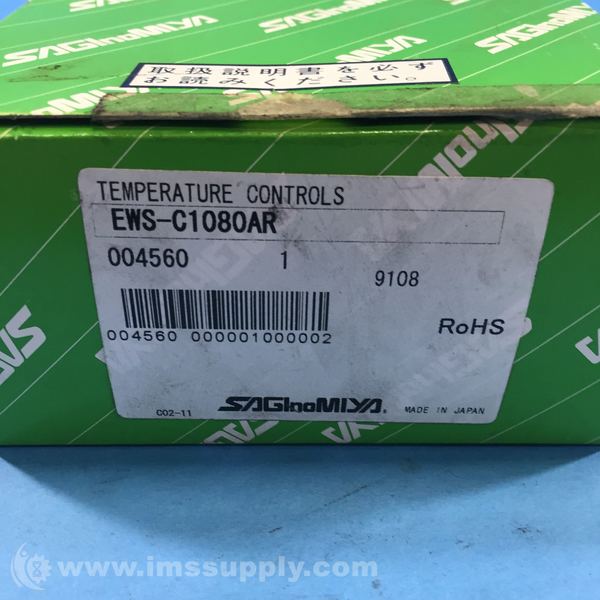 SAGInoMIYA
取扱説明書を必ず
お読みください。
TEMPERATURE CONTROLS
EWS-C1080AR
004560 1
9108
004560 000001000002
RoHS
C02-11 SAGInoMIYA. MADE IN JAPAN
www.imssupply.com